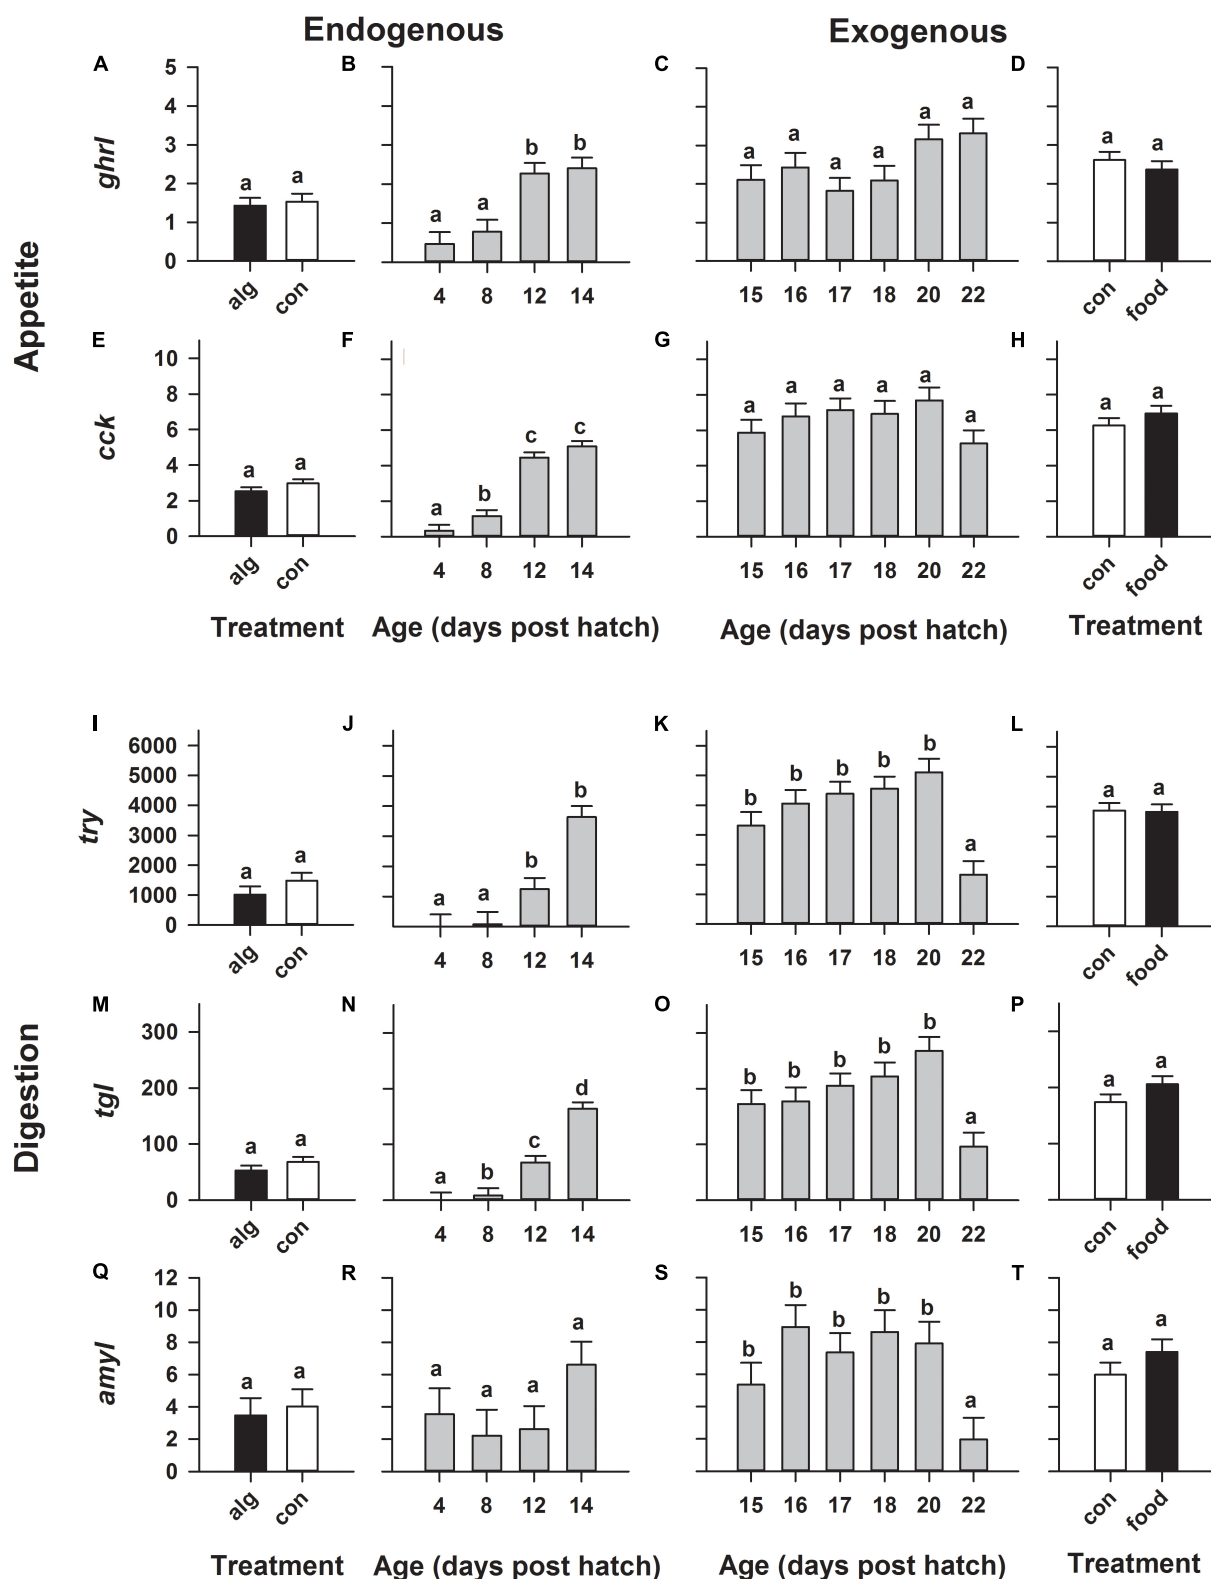 Endogenous Exogenous
A B C D
5 4 3 2 1 0
ghrl
a a
a a b b
a a a a a a
a a
alg con
4 8 12 14
15 16 17 18 20 22
con food
Appetite
E F G H
10 8 6 4 2 0
cck
a a
a b c c
a a a a a a
a a
alg con
4 8 12 14
15 16 17 18 20 22
con food
Treatment Age (days post hatch) Age (days post hatch) Treatment
I J K L
6000 5000 4000 3000 2000 1000 0
try
a a
a a b b
b b b b b a
a a
alg con
4 8 12 14
15 16 17 18 20 22
con food
Digestion
M N O P
300 200 100 0
tgl
a a
a b c d
b b b b b a
a a
alg con
4 8 12 14
15 16 17 18 20 22
con food
Q R S T
12 10 8 6 4 2 0
amyl
a a
a a a a
b b b b b a
a a
alg con
4 8 12 14
15 16 17 18 20 22
con food
Treatment Age (days post hatch) Age (days post hatch) Treatment